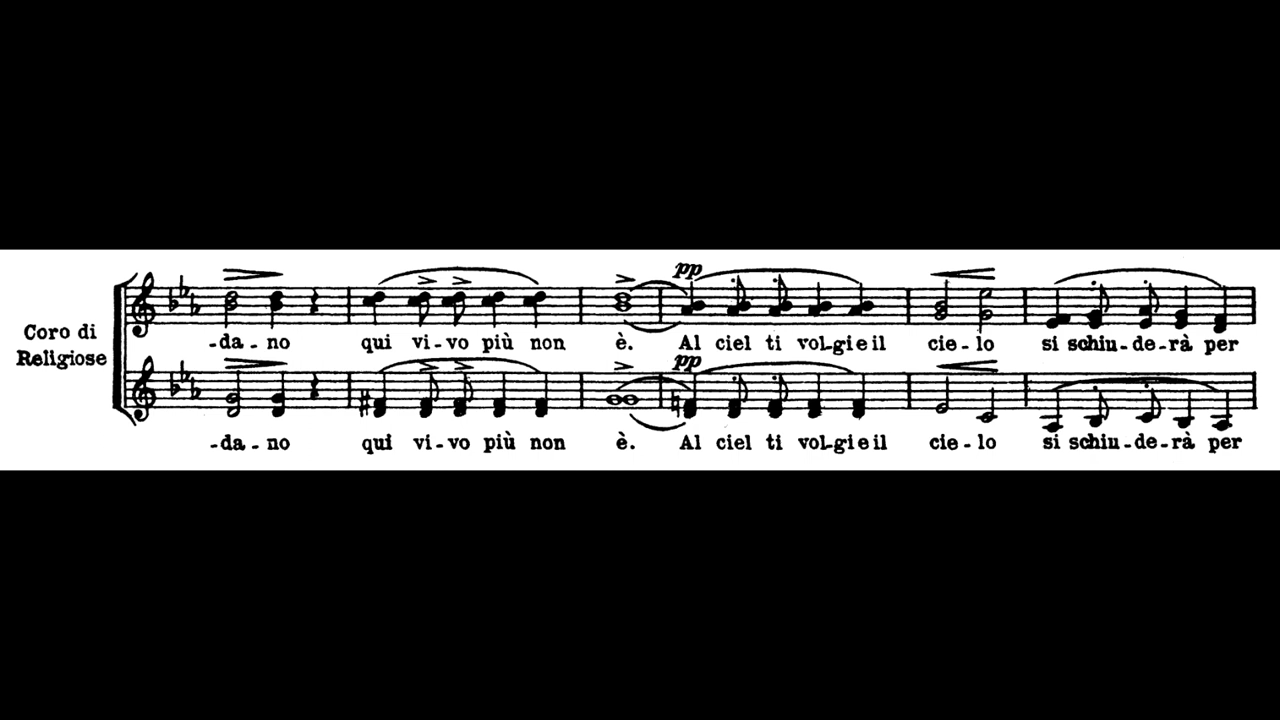 pp
Coro di
Religiose
-da - no qui vi-vo più non è. Al ciel ti vol-gi e il cie - lo si schiu-de-rà per
pp
-da - no qui vi-vo più non è. Al ciel ti vol-gi e il cie - lo si schiu-de-rà per